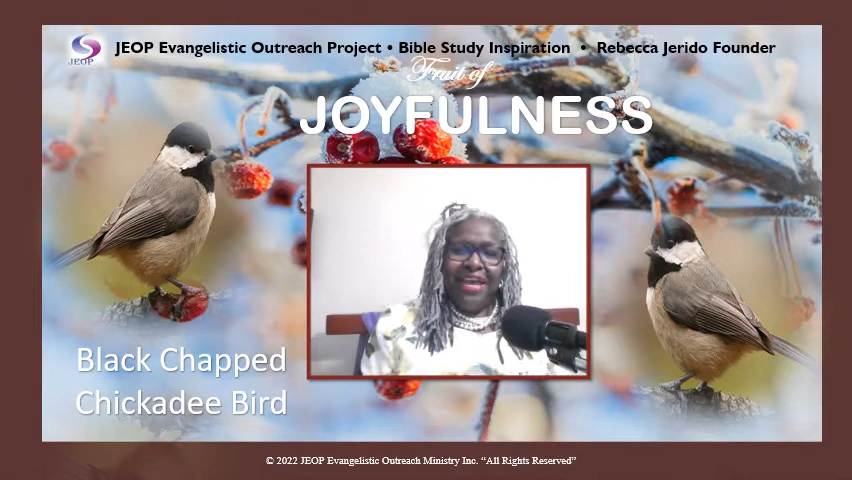 JEOP
JEOP Evangelistic Outreach Project • Bible Study Inspiration • Rebecca Jerido Founder
Fruit of
JOYFULNESS
Black Chapped
Chickadee Bird
© 2022 JEOP Evangelistic Outreach Ministry Inc. “All Rights Reserved”